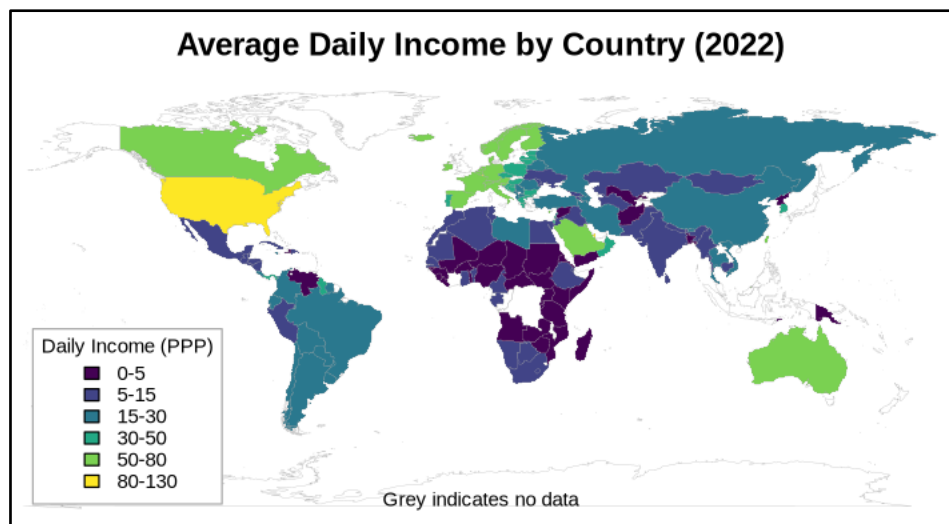 Average Daily Income by Country (2022)
Daily Income (PPP)
0-5
5-15
15-30
30-50
50-80
80-130
Grey indicates no data